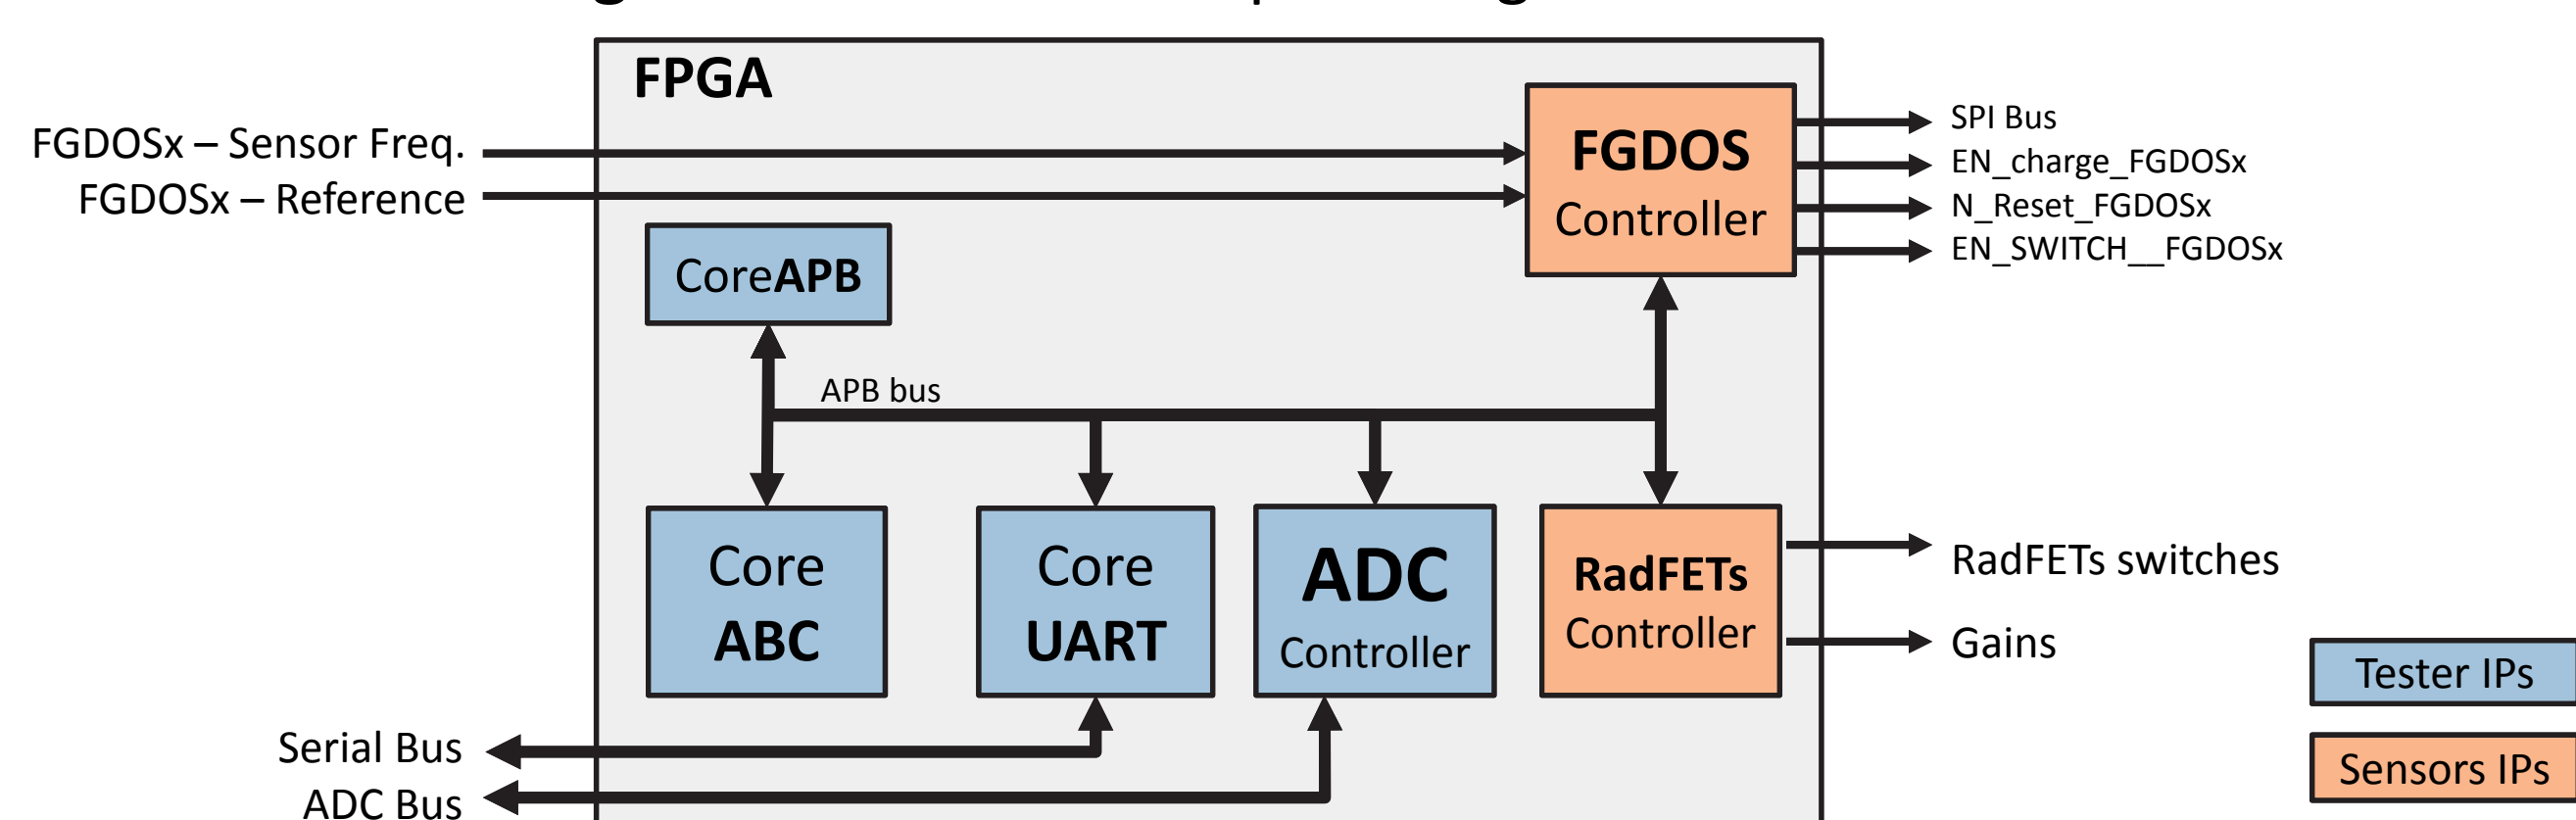 FPGA
FGDOSx – Sensor Freq.
FGDOSx – Reference
FGDOS
Controller
SPI Bus
EN_charge_FGDOSx
N_Reset_FGDOSx
EN_SWITCH__FGDOSx
CoreAPB
APB bus
Core
ABC
Core
UART
ADC
Controller
RadFETs
Controller
RadFETs switches
Gains
Tester IPs
Sensors IPs
Serial Bus
ADC Bus